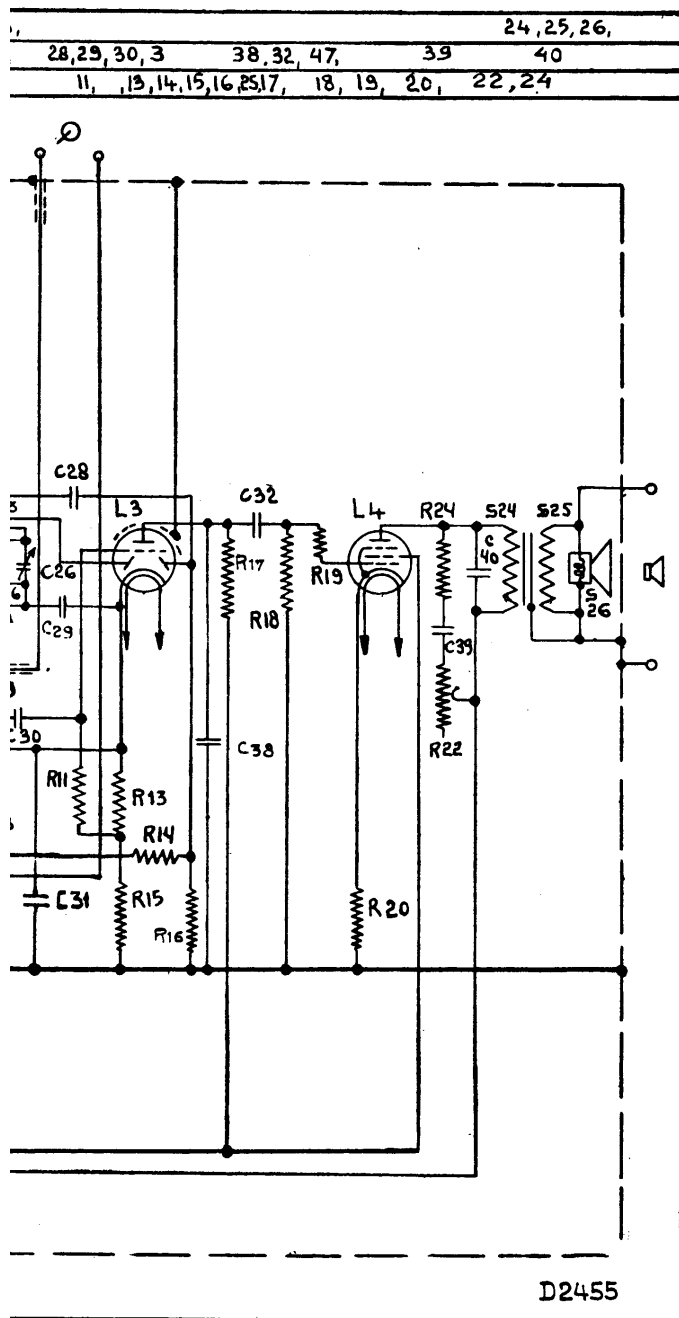 24,25,26,
28,29,30,3 38,32,47, 39 40
11, ,13,14,15,16,25,17, 18, 19, 20, 22,24
C28
L3
C32
L4
R24
S24
S25
3
C
40
R17
R19
C26
6
R18
S
26
C29
C39
C30
R22
C38
R11
R13
R14
C31
R15
R16
R20
D2455